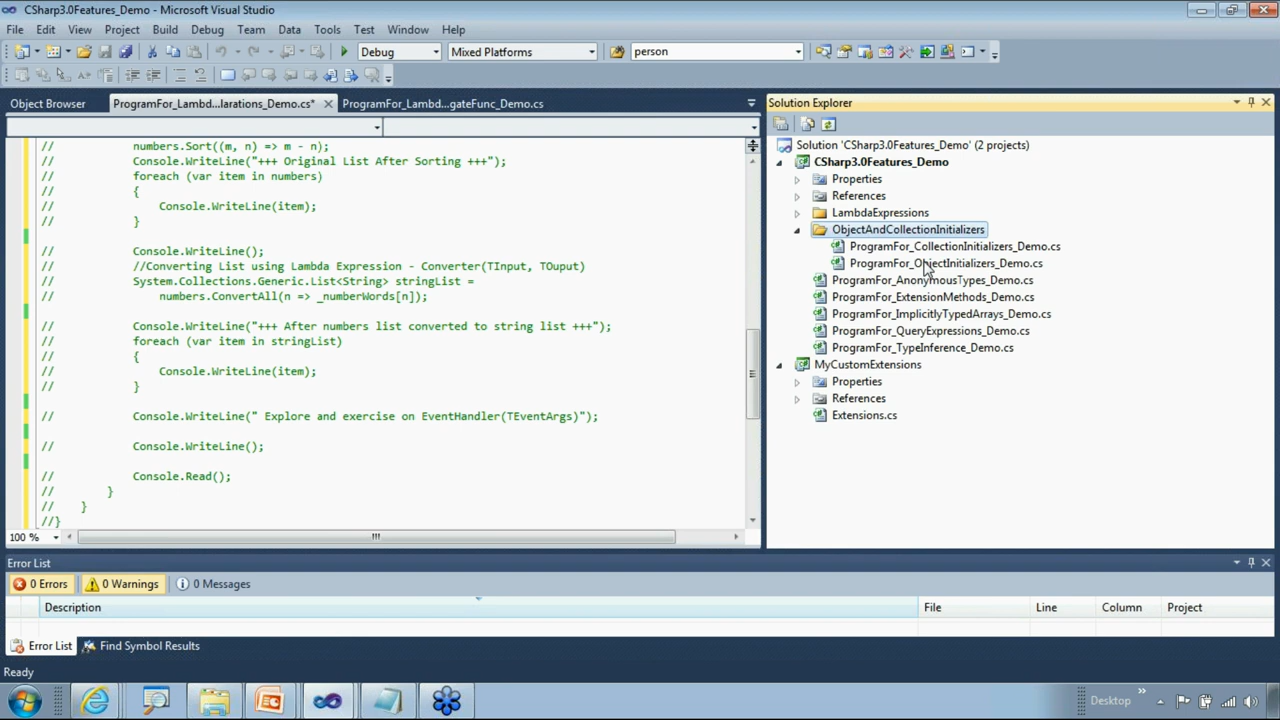 CSharp3.0Features_Demo - Microsoft Visual Studio
File Edit View Project Build Debug Team Data Tools Test Window Help
Debug Mixed Platforms person
Object Browser ProgramFor_Lambd...larations_Demo.cs* ProgramFor_Lambd...gateFunc_Demo.cs
// numbers.Sort((m, n) => m - n);
// Console.WriteLine("+++ Original List After Sorting +++");
// foreach (var item in numbers)
// {
// Console.WriteLine(item);
// }
// Console.WriteLine();
// //Converting List using Lambda Expression - Converter(TInput, TOuput)
// System.Collections.Generic.List<String> stringList =
// numbers.ConvertAll(n => _numberWords[n]);
// Console.WriteLine("+++ After numbers list converted to string list +++");
// foreach (var item in stringList)
// {
// Console.WriteLine(item);
// }
// Console.WriteLine(" Explore and exercise on EventHandler(TEventArgs)");
// Console.WriteLine();
// Console.Read();
// }
// }
//}
100 %
Solution Explorer
Solution 'CSharp3.0Features_Demo' (2 projects)
CSharp3.0Features_Demo
Properties
References
LambdaExpressions
ObjectAndCollectionInitializers
ProgramFor_CollectionInitializers_Demo.cs
ProgramFor_ObjectInitializers_Demo.cs
ProgramFor_AnonymousTypes_Demo.cs
ProgramFor_ExtensionMethods_Demo.cs
ProgramFor_ImplicitlyTypedArrays_Demo.cs
ProgramFor_QueryExpressions_Demo.cs
ProgramFor_TypeInference_Demo.cs
MyCustomExtensions
Properties
References
Extensions.cs
Error List
0 Errors 0 Warnings 0 Messages
Description File Line Column Project
Error List Find Symbol Results
Ready
Desktop